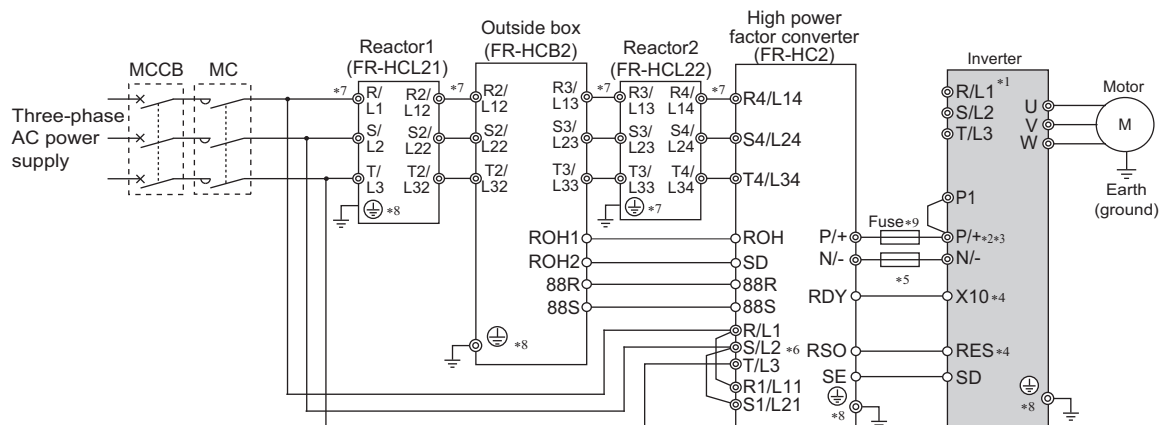 High power
factor converter
(FR-HC2)
Outside box
(FR-HCB2)
Reactor1
(FR-HCL21)
Reactor2
(FR-HCL22)
Inverter
MCCB
MC
Motor
Three-phase
AC power
supply
*7
R/
L1
R2/
L12
*7
R2/
L12
R3/
L13
*7
R3/
L13
R4/
L14
*7
R4/L14
R/L1 *1
S/L2
T/L3
U
V
W
M
S/
L2
S2/
L22
S2/
L22
S3/
L23
S3/
L23
S4/
L24
S4/L24
T/
L3
T2/
L32
T2/
L32
T3/
L33
T3/
L33
T4/
L34
T4/L34
Earth
(ground)
*8
*7
P1
ROH1
ROH
P/+
Fuse*9
P/+*2*3
ROH2
SD
N/-
*5
N/-
88R
88R
RDY
X10*4
88S
88S
R/L1
*8
S/L2 *6
RSO
RES*4
T/L3
SE
SD
R1/L11
*8
*8
S1/L21